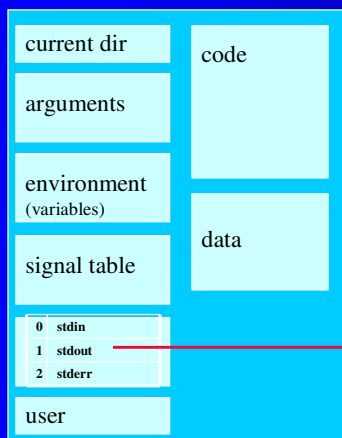 current dir
arguments
environment
(variables)
signal table
0 stdin
1 stdout
2 stderr
user
code
data